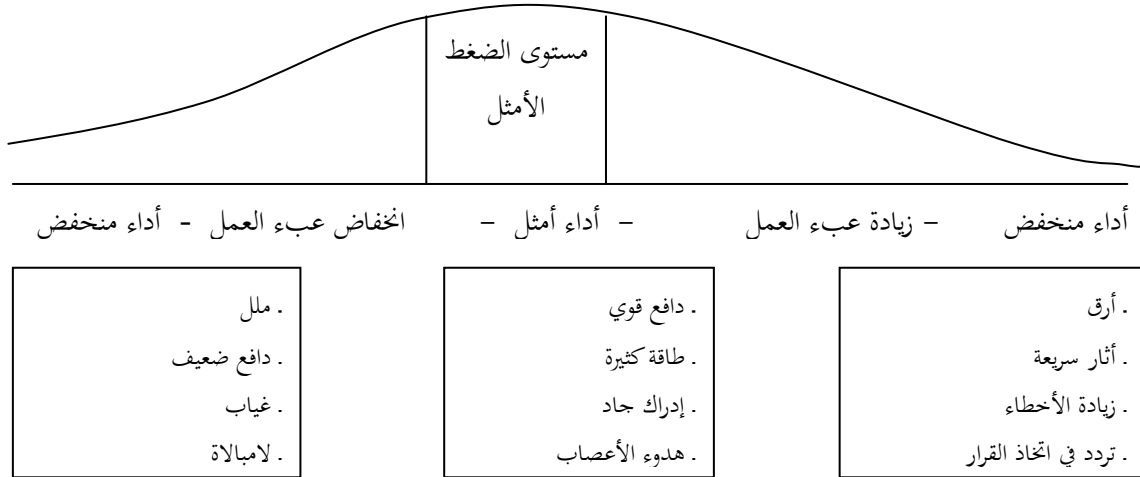 مستوى الضغط
الأمثل
أداء منخفض – زيادة عبء العمل – أداء أمثل – انخفاض عبء العمل - أداء منخفض
. أرق
. أثار سريعة
. زيادة الأخطاء
. تردد في اتخاذ القرار
. دافع قوي
. طاقة كثيرة
. إدراك جاد
. هدوء الأعصاب
. ملل
. دافع ضعيف
. غياب
. لامبالاة